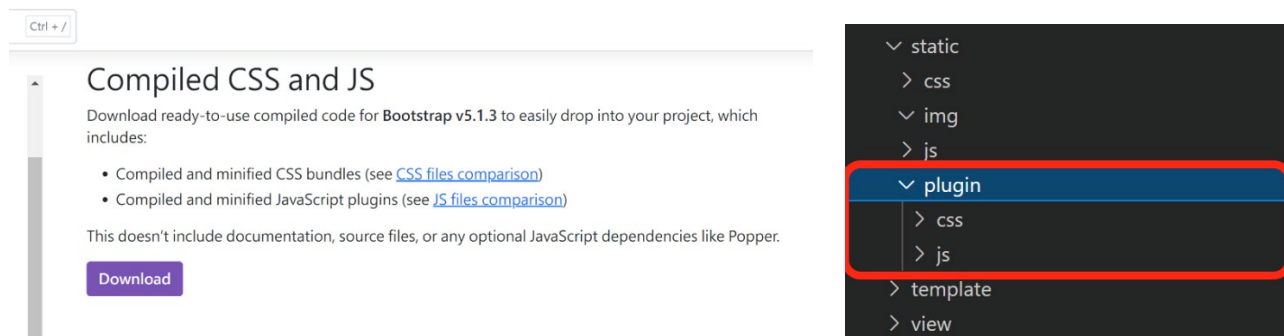 Ctrl + /
Compiled CSS and JS
Download ready-to-use compiled code for Bootstrap v5.1.3 to easily drop into your project, which
includes:
• Compiled and minified CSS bundles (see CSS files comparison)
• Compiled and minified JavaScript plugins (see JS files comparison)
This doesn't include documentation, source files, or any optional JavaScript dependencies like Popper.
Download
static
css
img
js
plugin
css
js
template
view